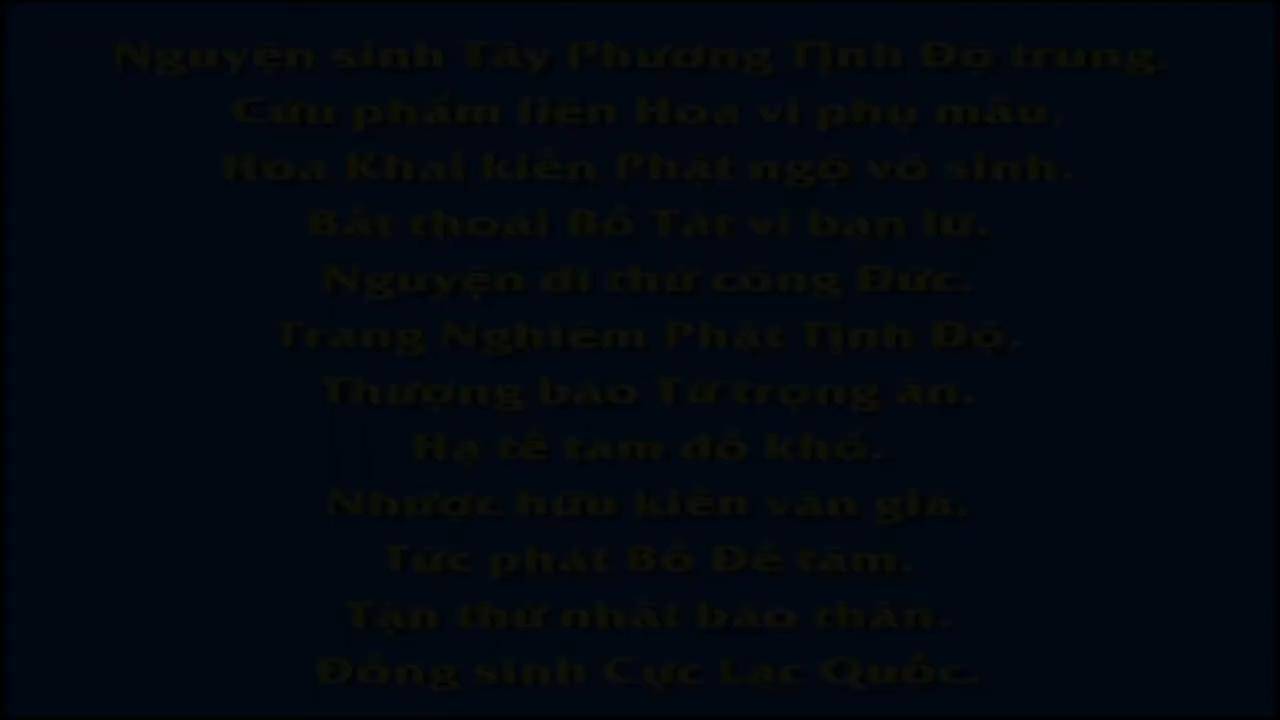 Nguyện sinh Tây Phương Tịnh Độ trung,
Cửu phẩm liên Hoa vi phụ mẫu.
Hoa Khai kiến Phật ngộ vô sinh.
Bất thoái Bồ Tát vi bạn lữ.
Nguyện dĩ thử công Đức.
Trang Nghiêm Phật Tịnh Độ.
Thượng báo Tứ trọng ân.
Hạ tế tam đồ khổ.
Nhược hữu kiến văn giả.
Tức phát Bồ Đề tâm.
Tận thử nhất báo thân.
Đồng sinh Cực Lạc Quốc.